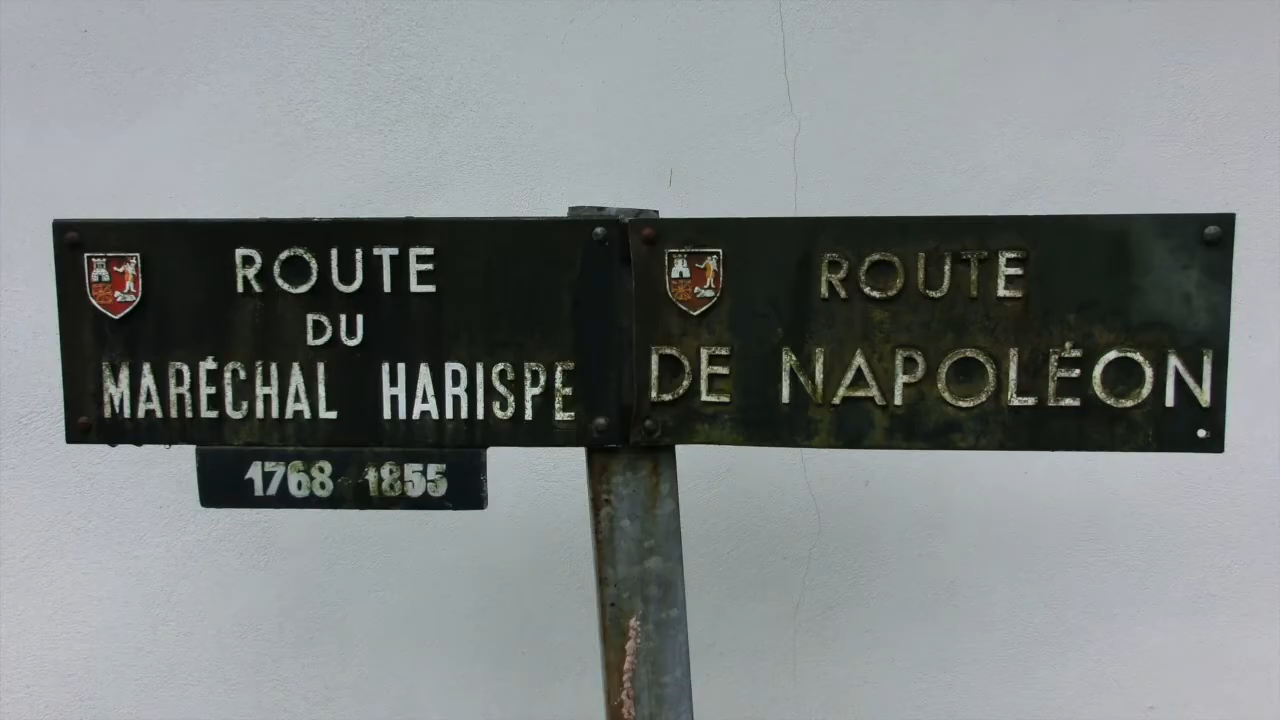 ROUTE
DU
MARÉCHAL HARISPE
1768 - 1855
ROUTE
DE NAPOLÉON